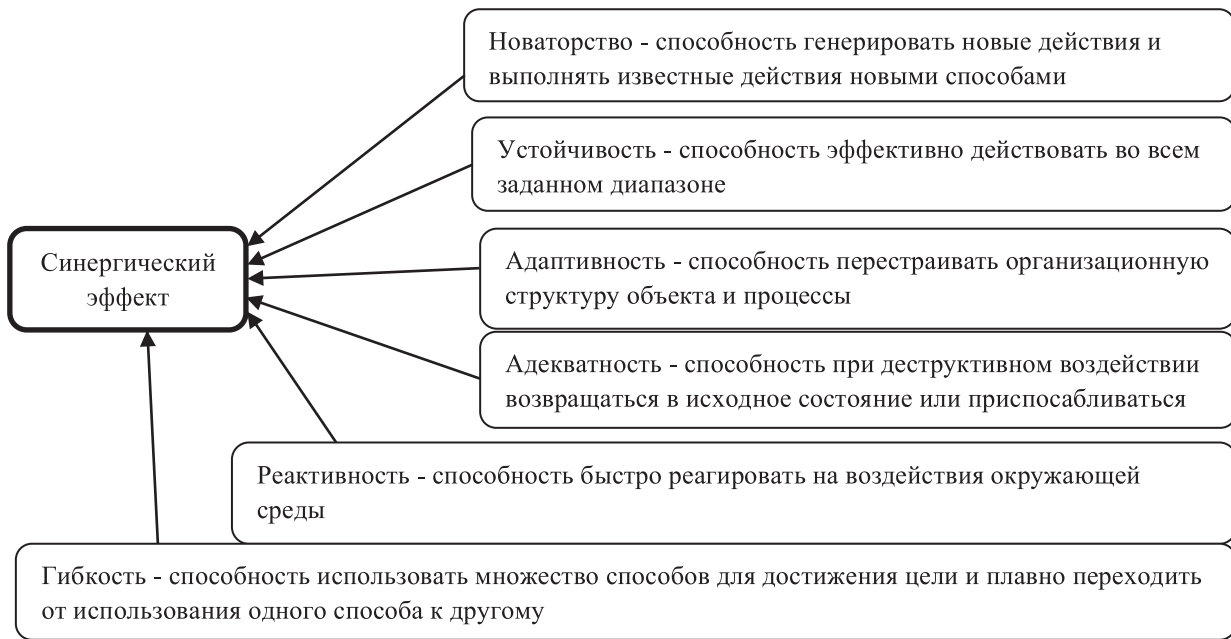 Новаторство - способность генерировать новые действия и
выполнять известные действия новыми способами
Устойчивость - способность эффективно действовать во всем
заданном диапазоне
Синергический
эффект
Адаптивность - способность перестраивать организационную
структуру объекта и процессы
Адекватность - способность при деструктивном воздействии
возвращаться в исходное состояние или приспосабливаться
Реактивность - способность быстро реагировать на воздействия окружающей
среды
Гибкость - способность использовать множество способов для достижения цели и плавно переходить
от использования одного способа к другому